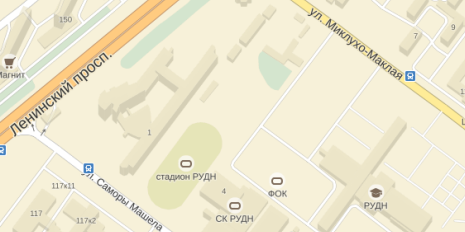 150
ул. Миклухо-Маклая
9
7
Магнит
Ленинский просп.
1
стадион РУДН
117к11
ул. Саморы Машела
4
ФОК
РУДН
СК РУДН
117
117к2